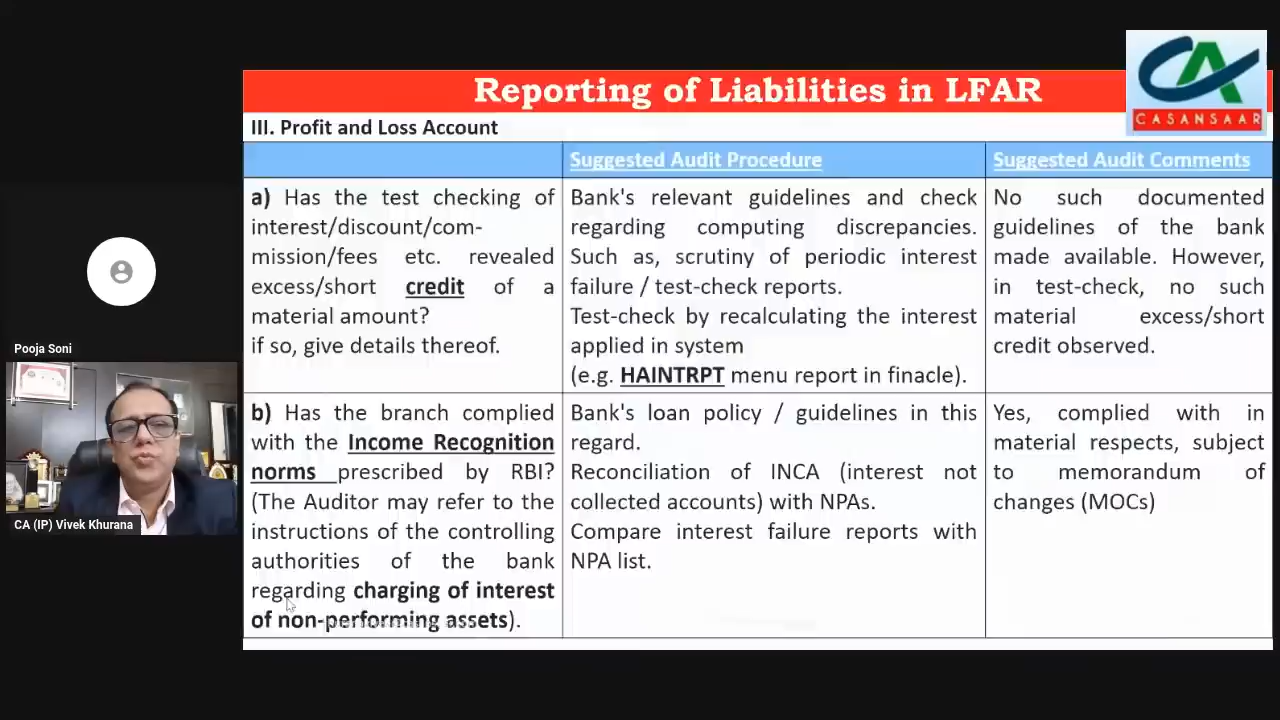 Reporting of Liabilities in LFAR
CA
CASANSAAR
III. Profit and Loss Account
Suggested Audit Procedure
Suggested Audit Comments
a) Has the test checking of
interest/discount/com-
mission/fees etc. revealed
excess/short credit of a
material amount?
if so, give details thereof.
Bank's relevant guidelines and check
regarding computing discrepancies.
Such as, scrutiny of periodic interest
failure / test-check reports.
Test-check by recalculating the interest
applied in system
(e.g. HAINTRPT menu report in finacle).
No such documented
guidelines of the bank
made available. However,
in test-check, no such
material excess/short
credit observed.
b) Has the branch complied
with the Income Recognition
norms prescribed by RBI?
(The Auditor may refer to the
instructions of the controlling
authorities of the bank
regarding charging of interest
of non-performing assets).
Bank's loan policy / guidelines in this
regard.
Reconciliation of INCA (interest not
collected accounts) with NPAs.
Compare interest failure reports with
NPA list.
Yes, complied with in
material respects, subject
to memorandum of
changes (MOCs)
Pooja Soni
CA (IP) Vivek Khurana